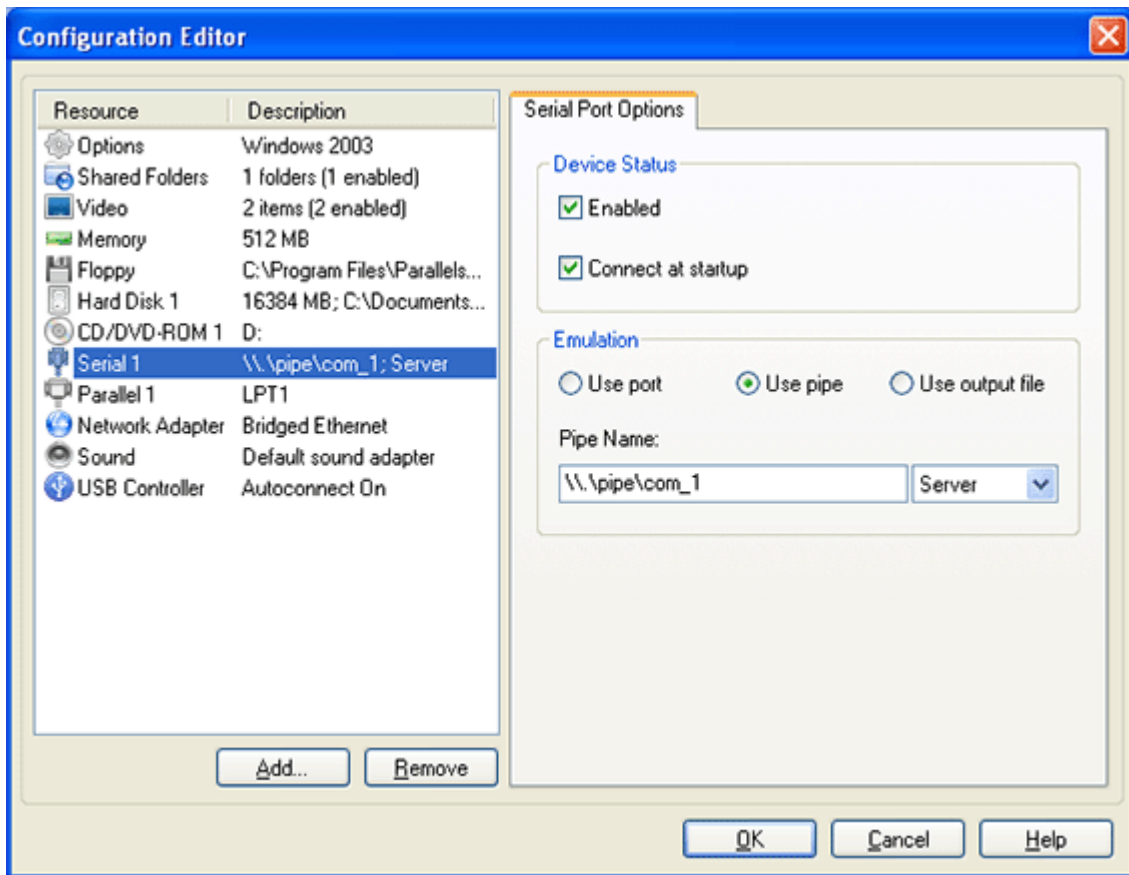 Configuration Editor
Resource Description
Options Windows 2003
Shared Folders 1 folders (1 enabled)
Video 2 items (2 enabled)
Memory 512 MB
Floppy C:\Program Files\Parallels...
Hard Disk 1 16384 MB; C:\Documents...
CD/DVD-ROM 1 D:
Serial 1 \\.\pipe\com_1; Server
Parallel 1 LPT1
Network Adapter Bridged Ethernet
Sound Default sound adapter
USB Controller Autoconnect On
Add... Remove
Serial Port Options
Device Status
Enabled
Connect at startup
Emulation
Use port Use pipe Use output file
Pipe Name:
\\.\pipe\com_1 Server
OK Cancel Help